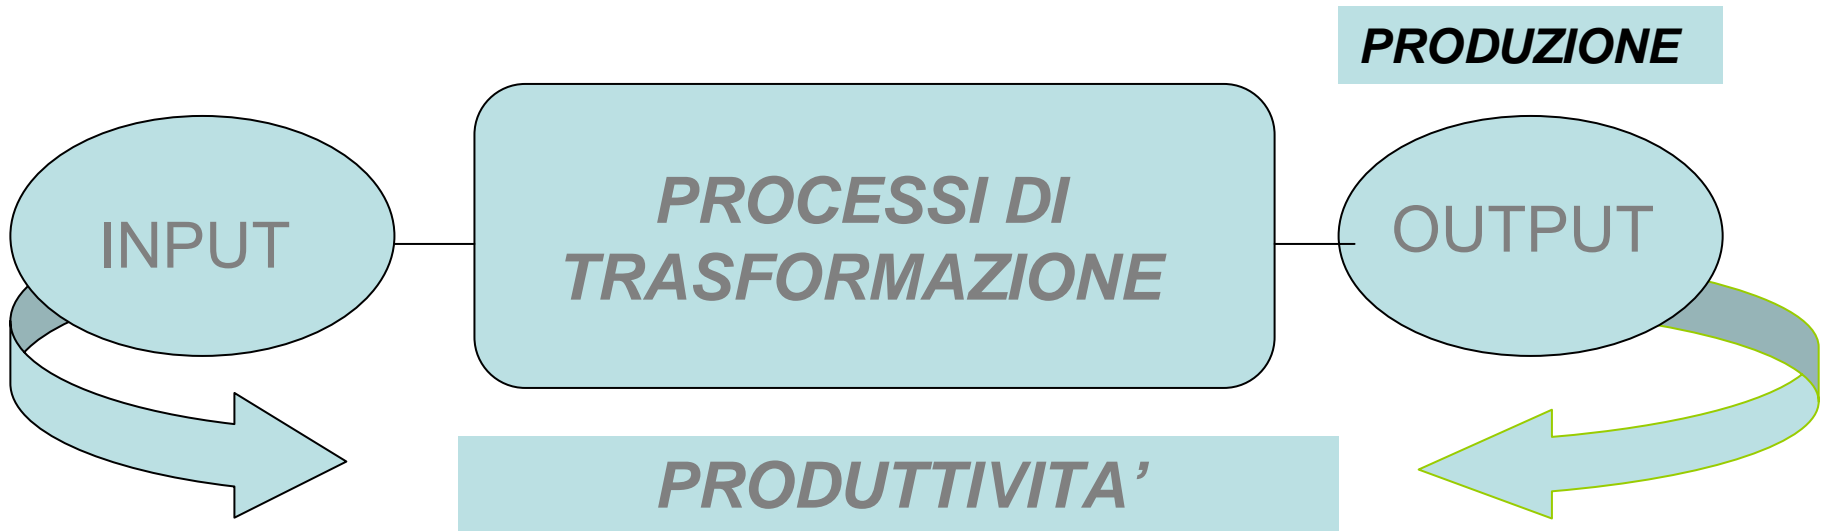 PRODUZIONE
INPUT
PROCESSI DI
TRASFORMAZIONE
OUTPUT
PRODUTTIVITA’